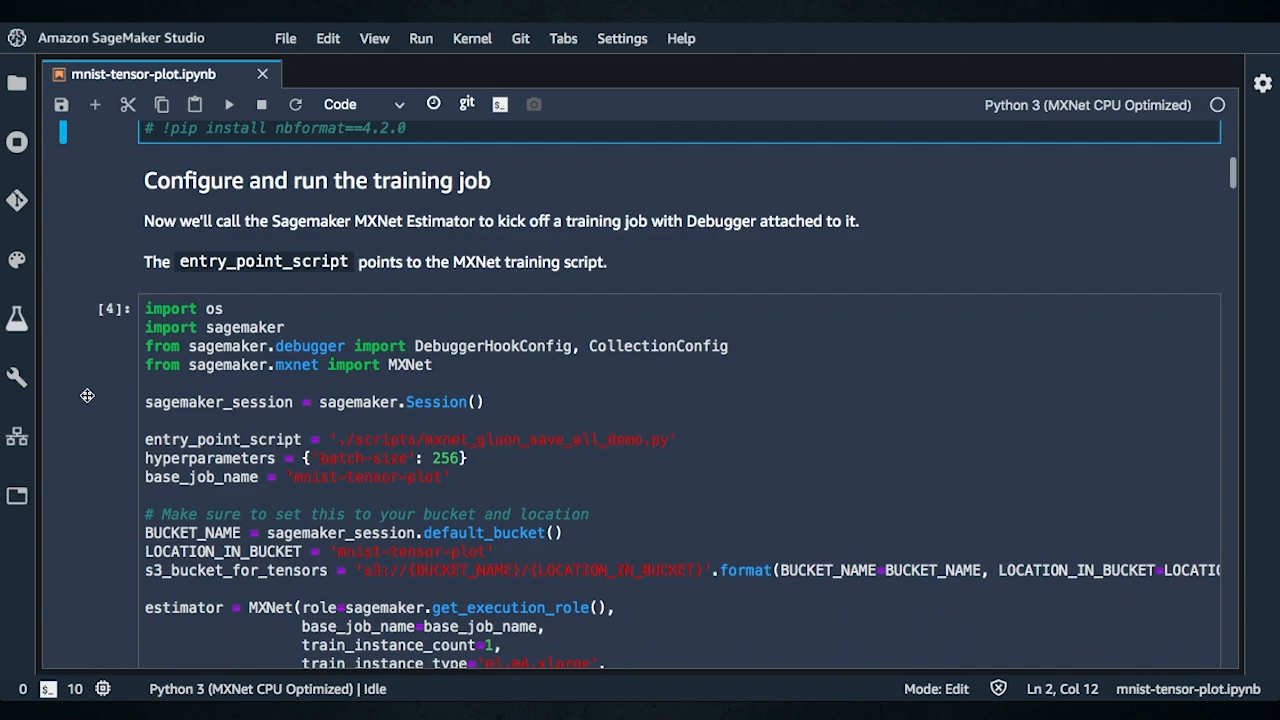 Amazon SageMaker Studio File Edit View Run Kernel Git Tabs Settings Help
mnist-tensor-plot.ipynb
Code git Python 3 (MXNet CPU Optimized)
# !pip install nbformat==4.2.0
Configure and run the training job
Now we'll call the Sagemaker MXNet Estimator to kick off a training job with Debugger attached to it.
The entry_point_script points to the MXNet training script.
[4]: import os
import sagemaker
from sagemaker.debugger import DebuggerHookConfig, CollectionConfig
from sagemaker.mxnet import MXNet
sagemaker_session = sagemaker.Session()
entry_point_script = './scripts/mxnet_gluon_save_all_demo.py'
hyperparameters = {'batch-size': 256}
base_job_name = 'mnist-tensor-plot'
# Make sure to set this to your bucket and location
BUCKET_NAME = sagemaker_session.default_bucket()
LOCATION_IN_BUCKET = 'mnist-tensor-plot'
s3_bucket_for_tensors = 's3://{BUCKET_NAME}/{LOCATION_IN_BUCKET}'.format(BUCKET_NAME=BUCKET_NAME, LOCATION_IN_BUCKET=LOCATIO
estimator = MXNet(role=sagemaker.get_execution_role(),
base_job_name=base_job_name,
train_instance_count=1,
train_instance_type='ml.m4.xlarge',
0 10 Python 3 (MXNet CPU Optimized) | Idle Mode: Edit Ln 2, Col 12 mnist-tensor-plot.ipynb